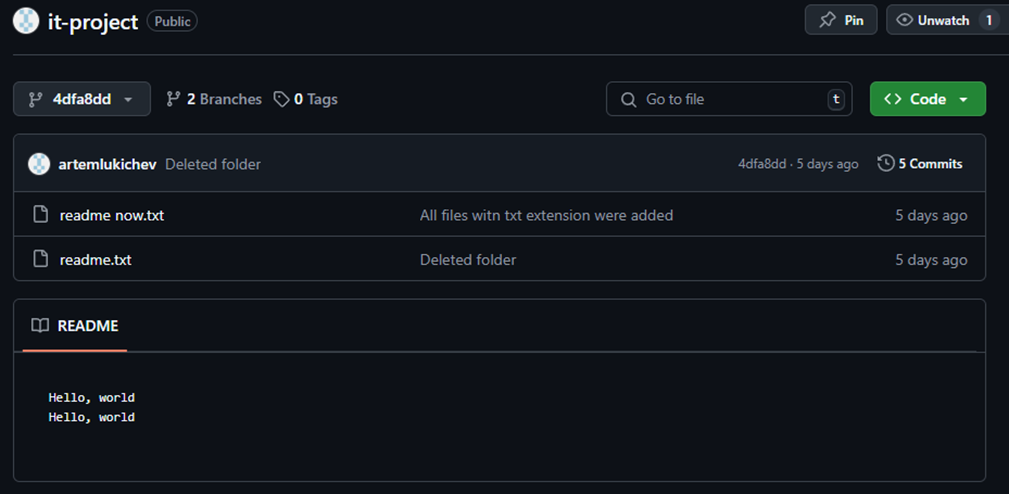 it-project Public Pin Unwatch 1
4dfa8dd 2 Branches 0 Tags Go to file t Code
artemlukichev Deleted folder 4dfa8dd · 5 days ago 5 Commits
readme now.txt All files witn txt extension were added 5 days ago
readme.txt Deleted folder 5 days ago
README
Hello, world
Hello, world